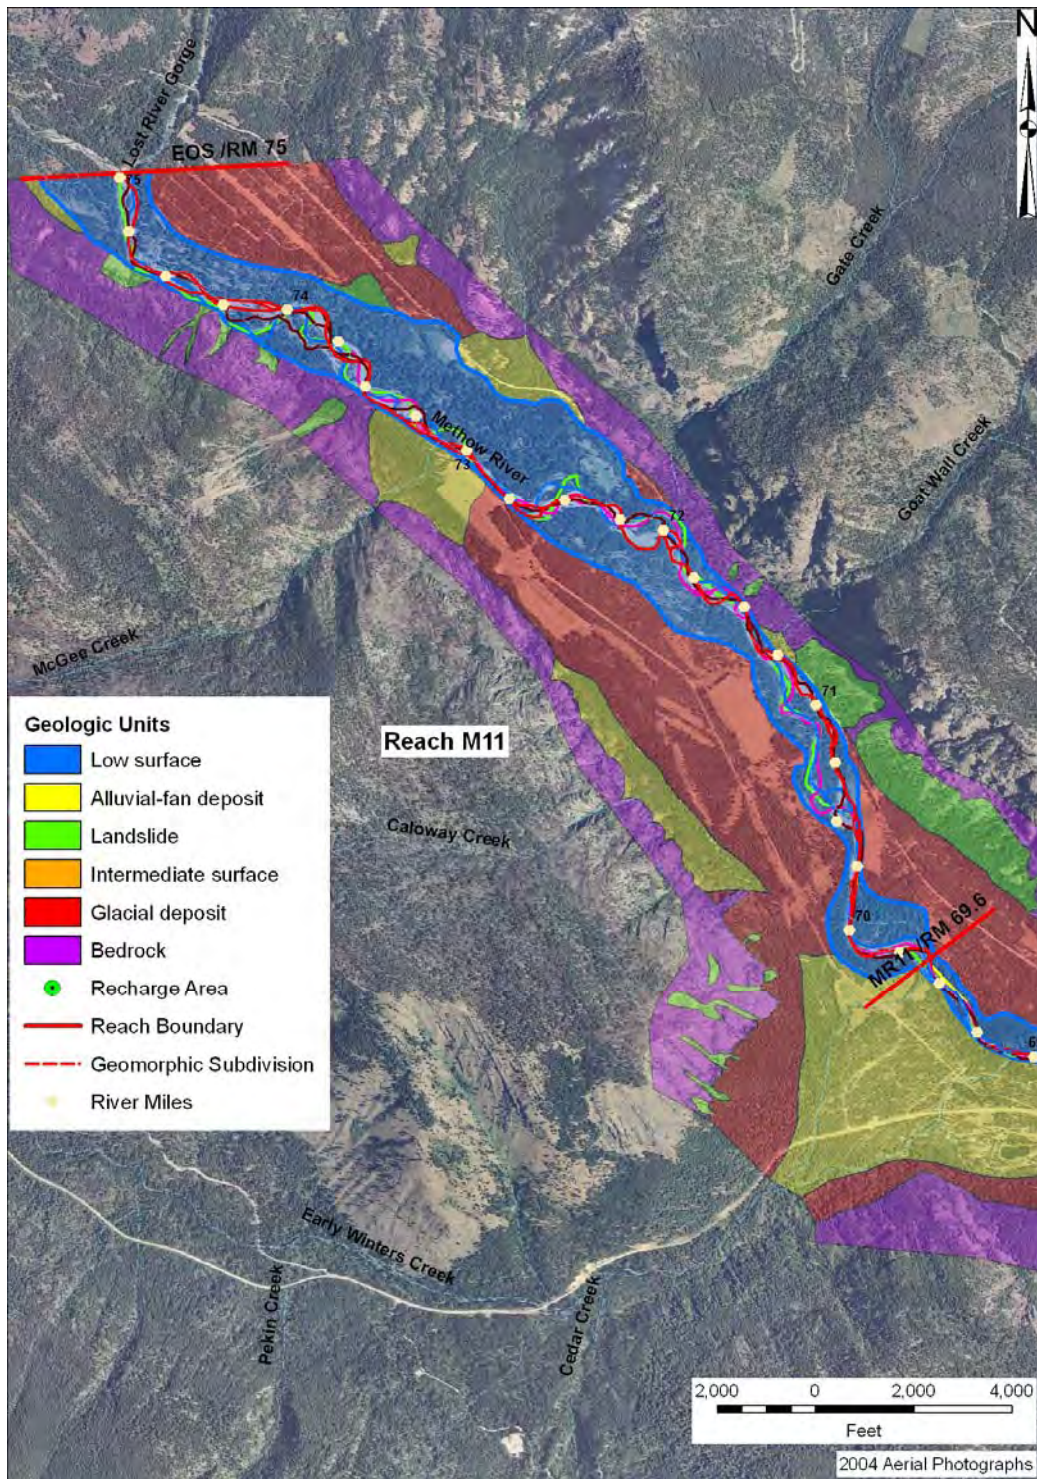 N
Lost River Gorge
EOS /RM 75
75
Gate Creek
74
Methow River
73
72
Goat Wall Creek
McGee Creek
71
Geologic Units
Low surface
Alluvial-fan deposit
Landslide
Intermediate surface
Glacial deposit
Bedrock
Recharge Area
Reach Boundary
Geomorphic Subdivision
River Miles
Reach M11
Caloway Creek
70
MR11 /RM 69.6
6
Early Winters Creek
Pekin Creek
Cedar Creek
2,000 0 2,000 4,000
Feet
2004 Aerial Photographs